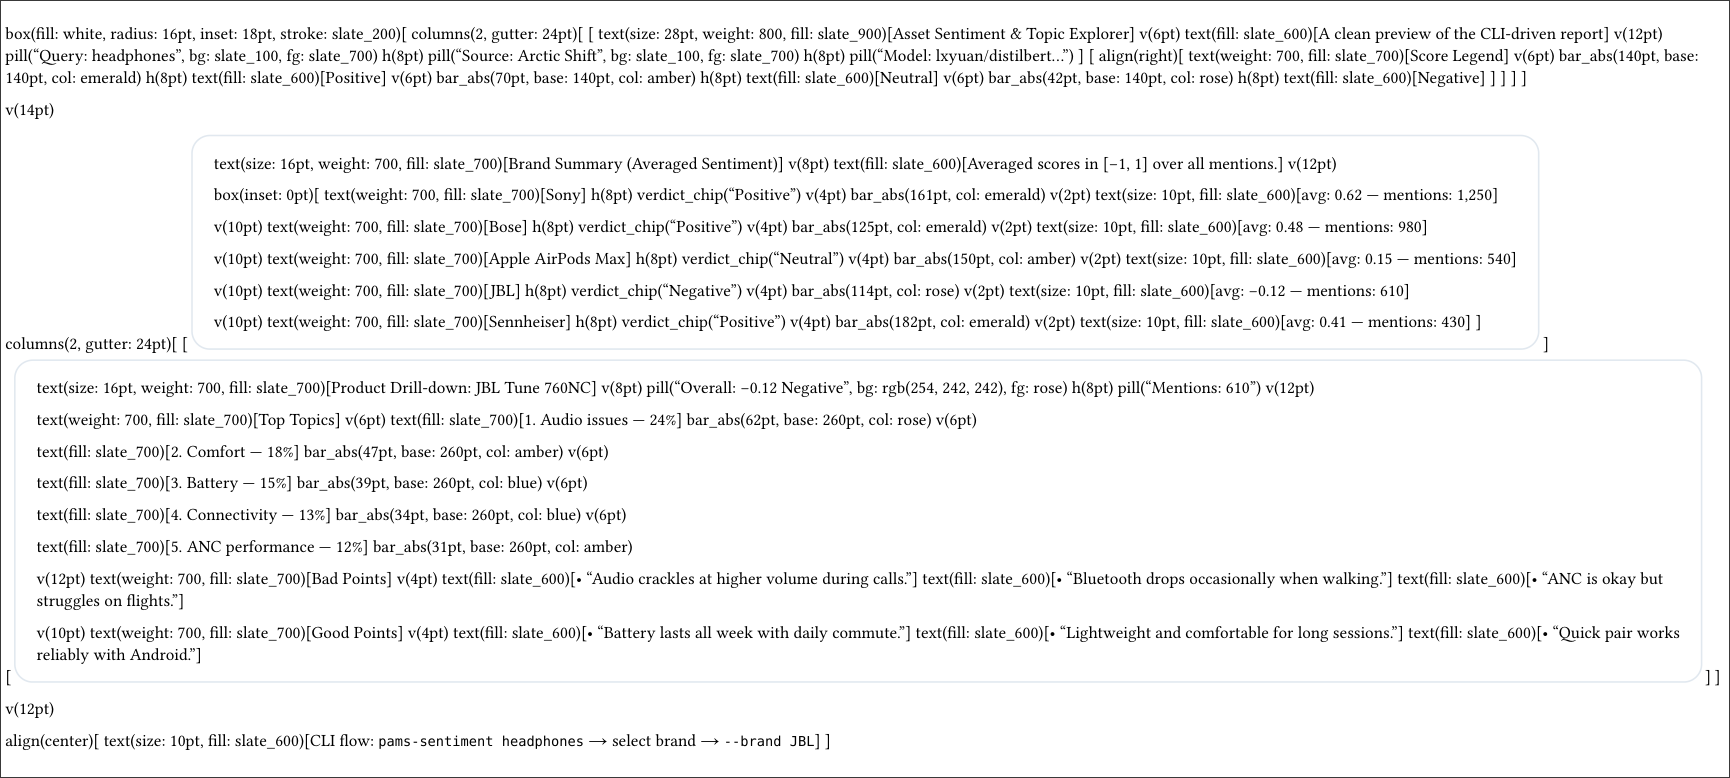 box(fill: white, radius: 16pt, inset: 18pt, stroke: slate_200)[ columns(2, gutter: 24pt)[ [ text(size: 28pt, weight: 800, fill: slate_900)[Asset Sentiment & Topic Explorer] v(6pt) text(fill: slate_600)[A clean preview of the CLI-driven report] v(12pt)
pill(“Query: headphones”, bg: slate_100, fg: slate_700) h(8pt) pill(“Source: Arctic Shift”, bg: slate_100, fg: slate_700) h(8pt) pill(“Model: lxyuan/distilbert…”) ] [ align(right)[ text(weight: 700, fill: slate_700)[Score Legend] v(6pt) bar_abs(140pt, base:
140pt, col: emerald) h(8pt) text(fill: slate_600)[Positive] v(6pt) bar_abs(70pt, base: 140pt, col: amber) h(8pt) text(fill: slate_600)[Neutral] v(6pt) bar_abs(42pt, base: 140pt, col: rose) h(8pt) text(fill: slate_600)[Negative] ] ] ] ]
v(14pt)
text(size: 16pt, weight: 700, fill: slate_700)[Brand Summary (Averaged Sentiment)] v(8pt) text(fill: slate_600)[Averaged scores in [−1, 1] over all mentions.] v(12pt)
box(inset: 0pt)[ text(weight: 700, fill: slate_700)[Sony] h(8pt) verdict_chip(“Positive”) v(4pt) bar_abs(161pt, col: emerald) v(2pt) text(size: 10pt, fill: slate_600)[avg: 0.62 — mentions: 1,250]
v(10pt) text(weight: 700, fill: slate_700)[Bose] h(8pt) verdict_chip(“Positive”) v(4pt) bar_abs(125pt, col: emerald) v(2pt) text(size: 10pt, fill: slate_600)[avg: 0.48 — mentions: 980]
v(10pt) text(weight: 700, fill: slate_700)[Apple AirPods Max] h(8pt) verdict_chip(“Neutral”) v(4pt) bar_abs(150pt, col: amber) v(2pt) text(size: 10pt, fill: slate_600)[avg: 0.15 — mentions: 540]
v(10pt) text(weight: 700, fill: slate_700)[JBL] h(8pt) verdict_chip(“Negative”) v(4pt) bar_abs(114pt, col: rose) v(2pt) text(size: 10pt, fill: slate_600)[avg: −0.12 — mentions: 610]
v(10pt) text(weight: 700, fill: slate_700)[Sennheiser] h(8pt) verdict_chip(“Positive”) v(4pt) bar_abs(182pt, col: emerald) v(2pt) text(size: 10pt, fill: slate_600)[avg: 0.41 — mentions: 430] ]
columns(2, gutter: 24pt)[ [ ]
text(size: 16pt, weight: 700, fill: slate_700)[Product Drill-down: JBL Tune 760NC] v(8pt) pill(“Overall: −0.12 Negative”, bg: rgb(254, 242, 242), fg: rose) h(8pt) pill(“Mentions: 610”) v(12pt)
text(weight: 700, fill: slate_700)[Top Topics] v(6pt) text(fill: slate_700)[1. Audio issues — 24%] bar_abs(62pt, base: 260pt, col: rose) v(6pt)
text(fill: slate_700)[2. Comfort — 18%] bar_abs(47pt, base: 260pt, col: amber) v(6pt)
text(fill: slate_700)[3. Battery — 15%] bar_abs(39pt, base: 260pt, col: blue) v(6pt)
text(fill: slate_700)[4. Connectivity — 13%] bar_abs(34pt, base: 260pt, col: blue) v(6pt)
text(fill: slate_700)[5. ANC performance — 12%] bar_abs(31pt, base: 260pt, col: amber)
v(12pt) text(weight: 700, fill: slate_700)[Bad Points] v(4pt) text(fill: slate_600)[• “Audio crackles at higher volume during calls.”] text(fill: slate_600)[• “Bluetooth drops occasionally when walking.”] text(fill: slate_600)[• “ANC is okay but
struggles on flights.”]
v(10pt) text(weight: 700, fill: slate_700)[Good Points] v(4pt) text(fill: slate_600)[• “Battery lasts all week with daily commute.”] text(fill: slate_600)[• “Lightweight and comfortable for long sessions.”] text(fill: slate_600)[• “Quick pair works
reliably with Android.”]
[ ] ]
v(12pt)
align(center)[ text(size: 10pt, fill: slate_600)[CLI flow: pams-sentiment headphones → select brand → --brand JBL] ]